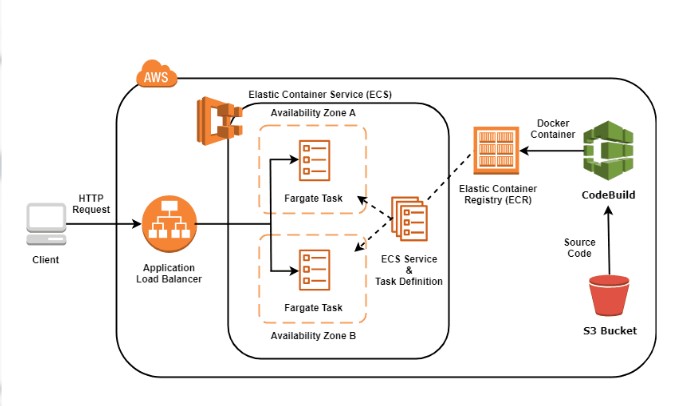 AWS
Elastic Container Service (ECS)
Availability Zone A
Fargate Task
Fargate Task
Availability Zone B
HTTP
Request
Client
Application
Load Balancer
ECS Service
&
Task Definition
Elastic Container
Registry (ECR)
Docker
Container
CodeBuild
Source
Code
S3 Bucket